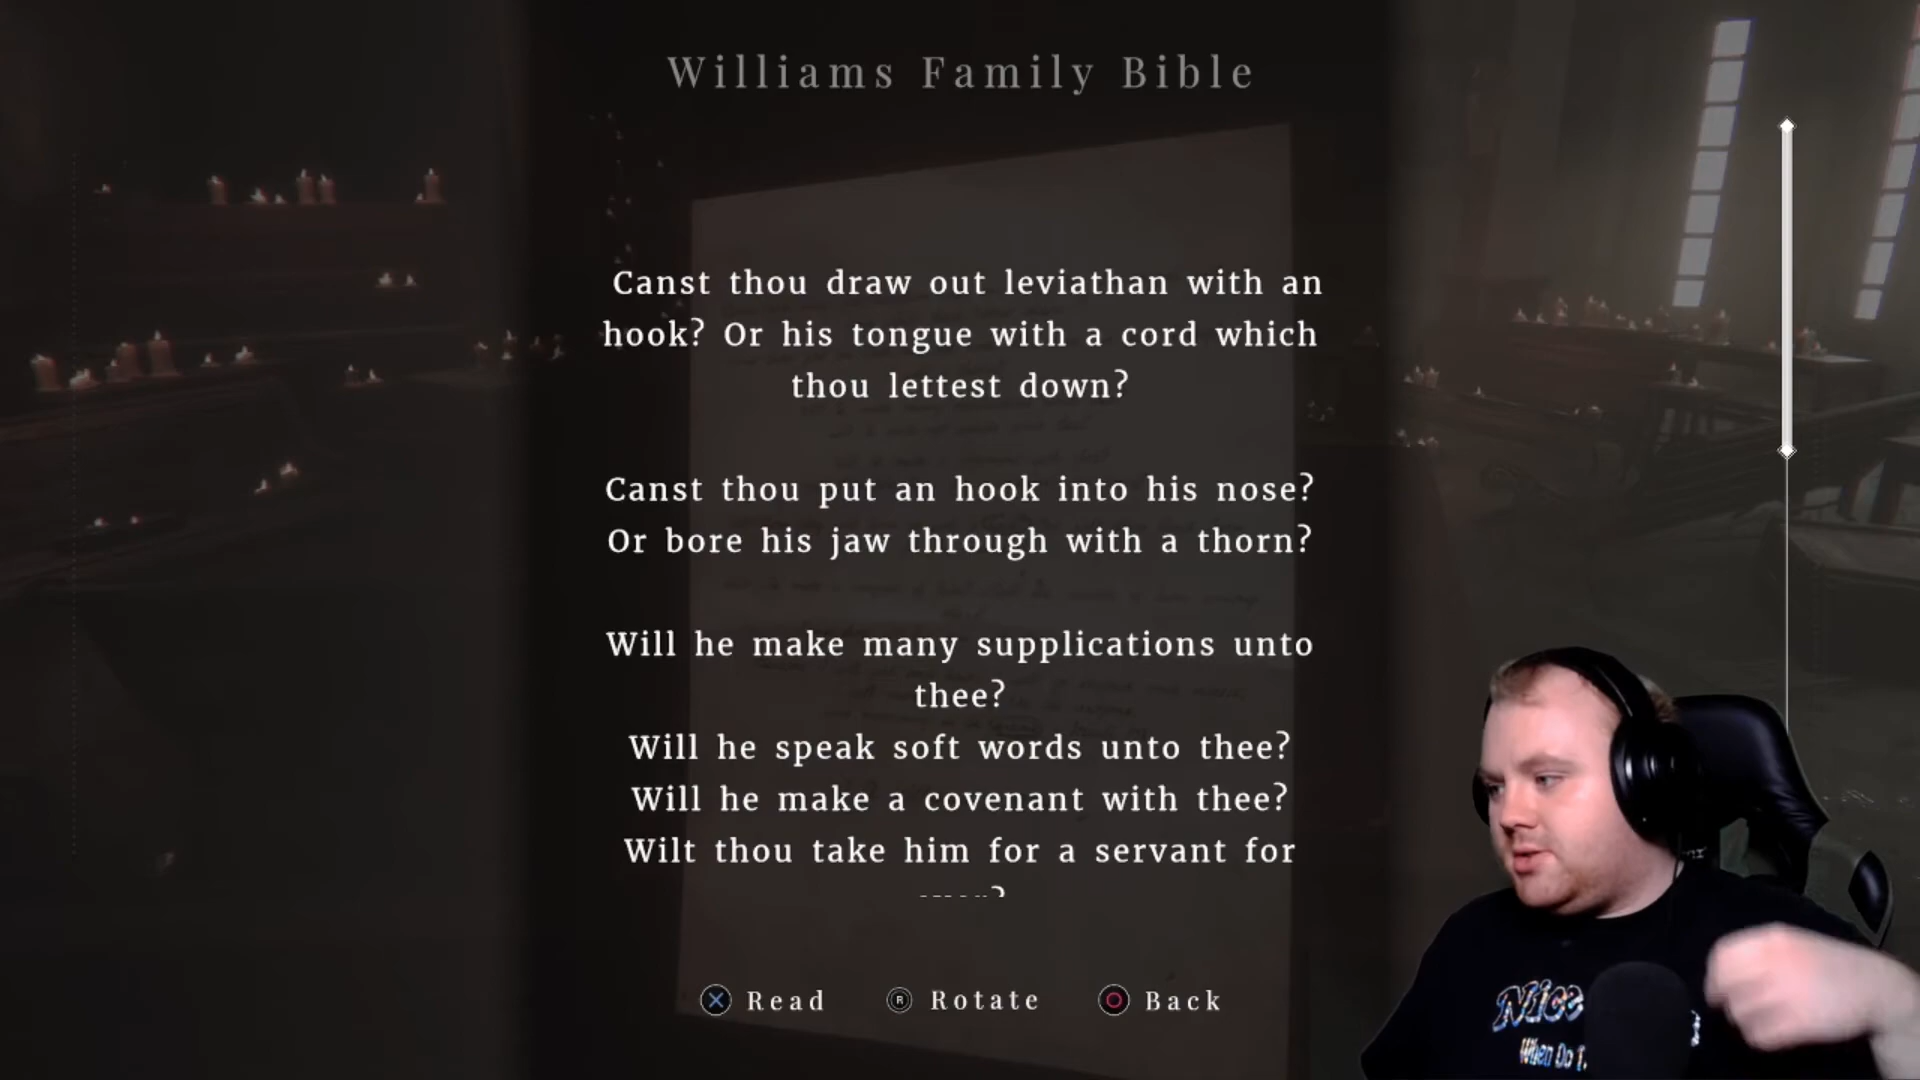 Williams Family Bible
Canst thou draw out leviathan with an
hook? Or his tongue with a cord which
thou lettest down?
Canst thou put an hook into his nose?
Or bore his jaw through with a thorn?
Will he make many supplications unto
thee?
Will he speak soft words unto thee?
Will he make a covenant with thee?
Wilt thou take him for a servant for
Read
R Rotate
Back
Nice
When Do